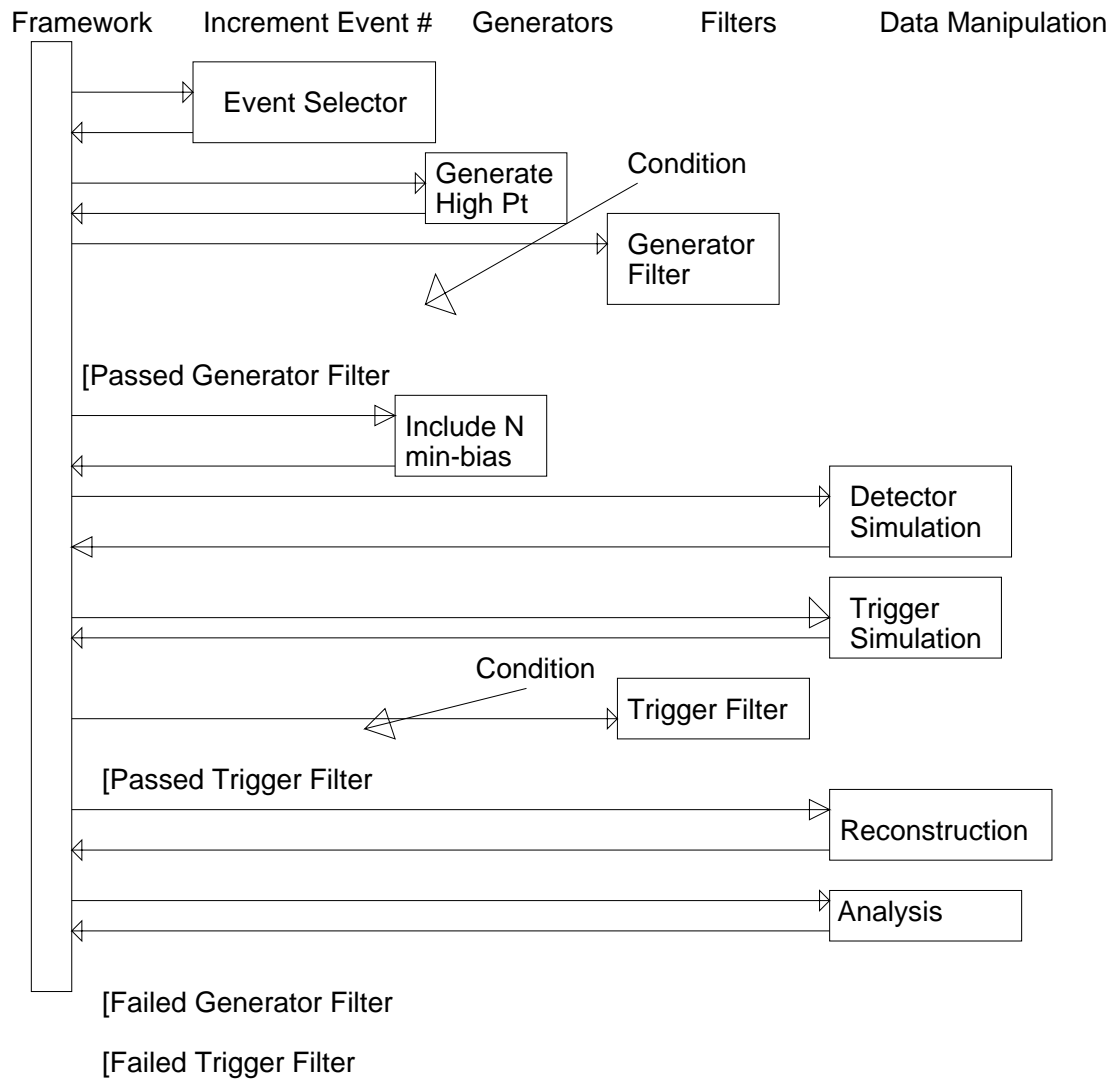 Framework Increment Event # Generators Filters Data Manipulation
Event Selector
Condition
Generate
High Pt
Generator
Filter
[Passed Generator Filter
Include N
min-bias
Detector
Simulation
Trigger
Simulation
Condition
Trigger Filter
[Passed Trigger Filter
Reconstruction
Analysis
[Failed Generator Filter
[Failed Trigger Filter